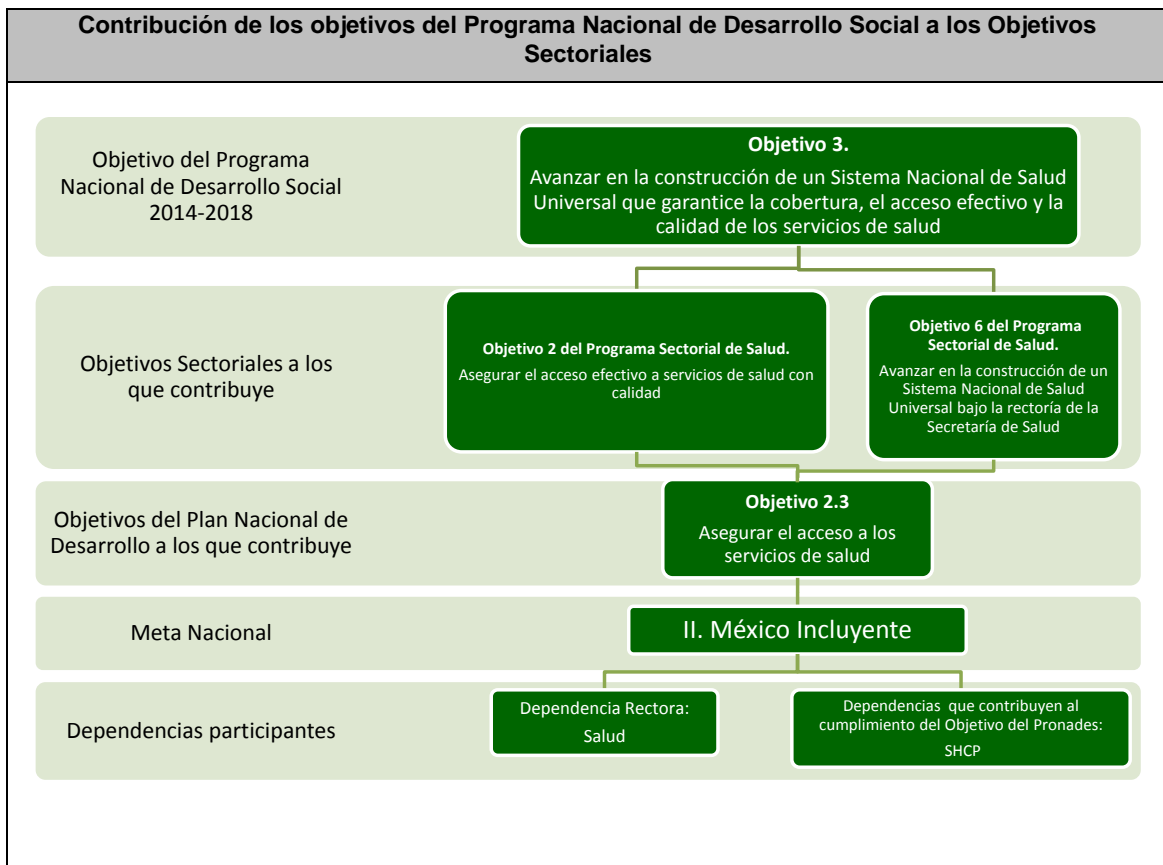 Contribución de los objetivos del Programa Nacional de Desarrollo Social a los Objetivos
Sectoriales
Objetivo del Programa
Nacional de Desarrollo Social
2014-2018
Objetivo 3.
Avanzar en la construcción de un Sistema Nacional de Salud
Universal que garantice la cobertura, el acceso efectivo y la
calidad de los servicios de salud
Objetivos Sectoriales a los
que contribuye
Objetivo 2 del Programa Sectorial de Salud.
Asegurar el acceso efectivo a servicios de salud con
calidad
Objetivo 6 del Programa
Sectorial de Salud.
Avanzar en la construcción de un
Sistema Nacional de Salud
Universal bajo la rectoría de la
Secretaría de Salud
Objetivos del Plan Nacional de
Desarrollo a los que contribuye
Objetivo 2.3
Asegurar el acceso a los
servicios de salud
Meta Nacional
II. México Incluyente
Dependencias participantes
Dependencia Rectora:
Salud
Dependencias que contribuyen al
cumplimiento del Objetivo del Pronades:
SHCP